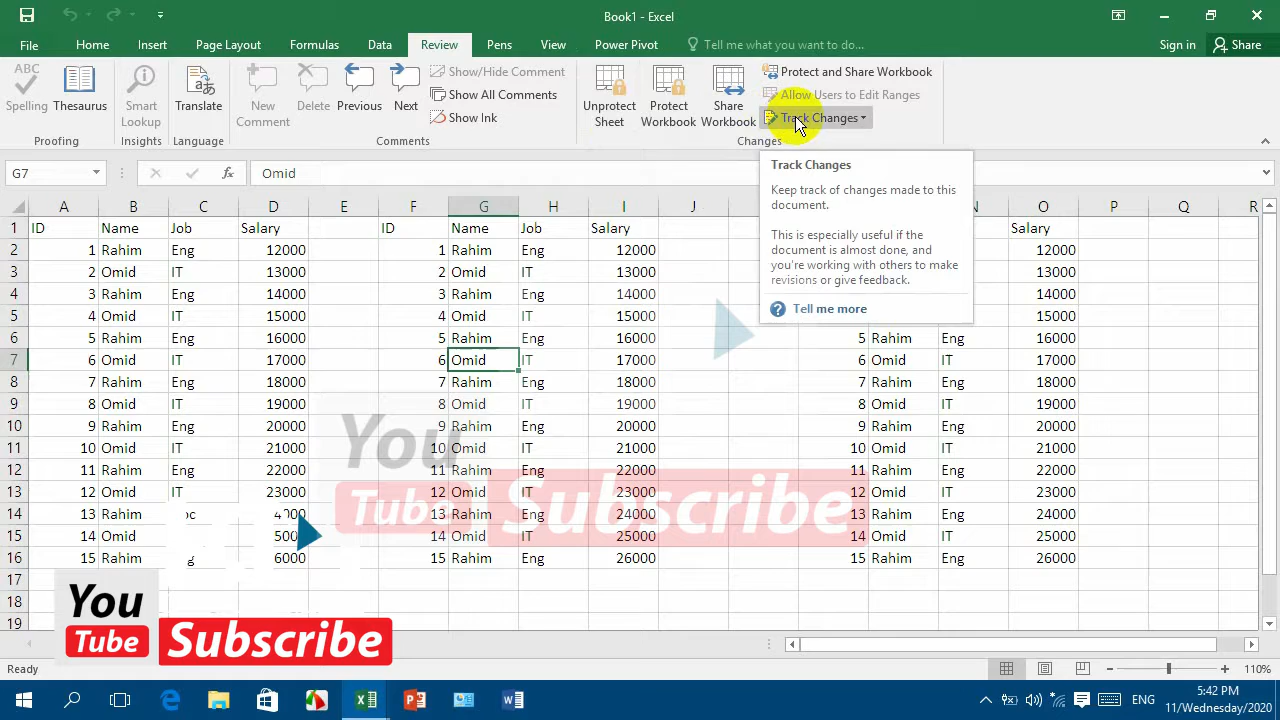 Book1 - Excel
File Home Insert Page Layout Formulas Data Review Pens View Power Pivot Tell me what you want to do... Sign in Share
ABC
Spelling Thesaurus Smart Lookup Translate New Comment Delete Previous Next
Show/Hide Comment
Show All Comments
Show Ink
Unprotect Sheet Protect Workbook Share Workbook
Protect and Share Workbook
Allow Users to Edit Ranges
Track Changes
Proofing Insights Language Comments Changes
G7 fx Omid
Track Changes
Keep track of changes made to this
document.
This is especially useful if the
document is almost done, and
you're working with others to make
revisions or give feedback.
Tell me more
A B C D E F G H I J N O P Q R
1 ID Name Job Salary ID Name Job Salary Salary
2 1 Rahim Eng 12000 1 Rahim Eng 12000 12000
3 2 Omid IT 13000 2 Omid IT 13000 13000
4 3 Rahim Eng 14000 3 Rahim Eng 14000 14000
5 4 Omid IT 15000 4 Omid IT 15000 15000
6 5 Rahim Eng 16000 5 Rahim Eng 16000 5 Rahim Eng 16000
7 6 Omid IT 17000 6 Omid IT 17000 6 Omid IT 17000
8 7 Rahim Eng 18000 7 Rahim Eng 18000 7 Rahim Eng 18000
9 8 Omid IT 19000 8 Omid IT 19000 8 Omid IT 19000
10 9 Rahim Eng 20000 9 Rahim Eng 20000 9 Rahim Eng 20000
11 10 Omid IT 21000 10 Omid IT 21000 10 Omid IT 21000
12 11 Rahim Eng 22000 11 Rahim Eng 22000 11 Rahim Eng 22000
13 12 Omid IT 23000 12 Omid IT 23000 12 Omid IT 23000
14 13 Rahim 13 Rahim Eng 24000 13 Rahim Eng 24000
15 14 Omid 14 Omid IT 25000 14 Omid IT 25000
16 15 Rahim 15 Rahim Eng 26000 15 Rahim Eng 26000
17
18
19
You
Tube Subscribe
You
Tube Subscribe
Ready 110%
ENG
5:42 PM
11/Wednesday/2020